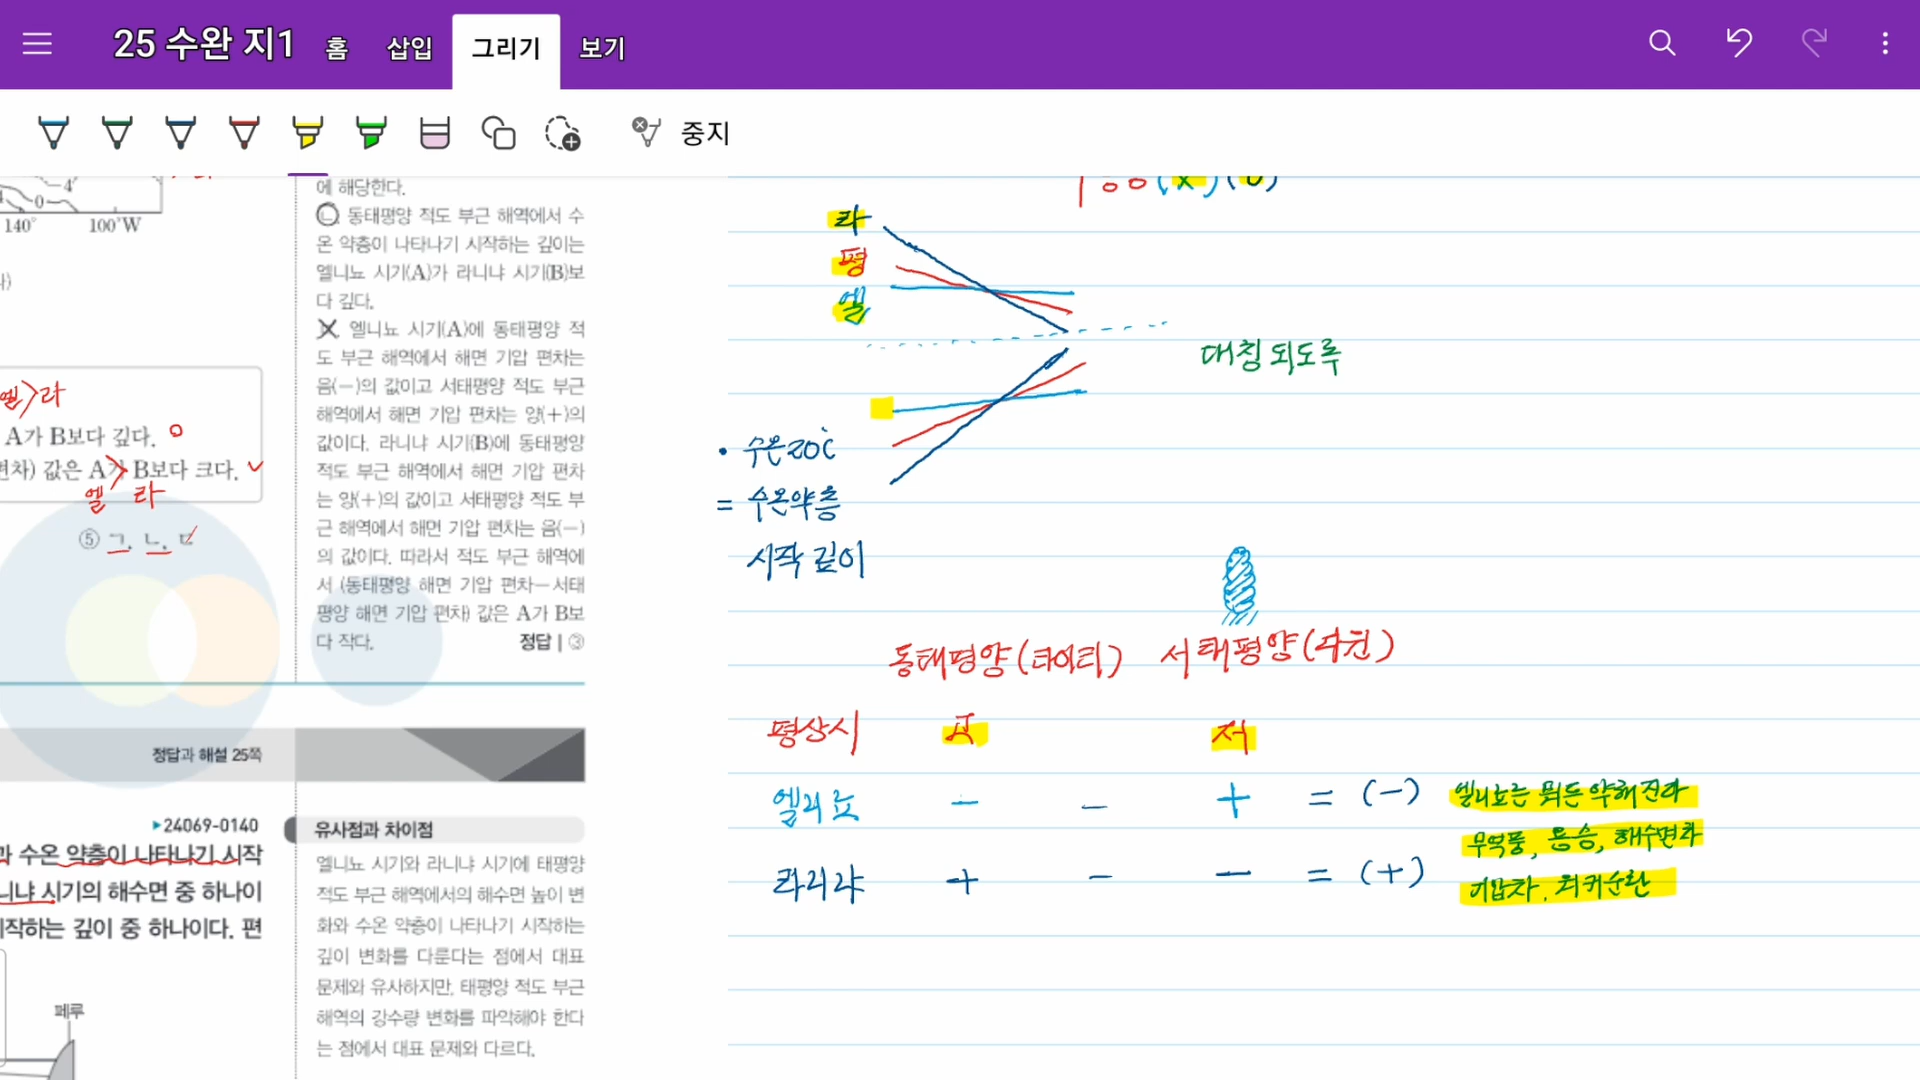 25 수완 지1 홈 삽입 그리기 보기
중지
-4
0
140° 100°W
엘>라
A가 B보다 깊다. O
편차) 값은 A가 B보다 크다.
엘 > 라
⑤ ㄱ, ㄴ, ㄷ
에 해당한다.
ㄴ. 동태평양 적도 부근 해역에서 수
온 약층이 나타나기 시작하는 깊이는
엘니뇨 시기(A)가 라니냐 시기(B)보
다 깊다.
X. 엘니뇨 시기(A)에 동태평양 적
도 부근 해역에서 해면 기압 편차는
음(-)의 값이고 서태평양 적도 부근
해역에서 해면 기압 편차는 양(+)의
값이다. 라니냐 시기(B)에 동태평양
적도 부근 해역에서 해면 기압 편차
는 양(+)의 값이고 서태평양 적도 부
근 해역에서 해면 기압 편차는 음(-)
의 값이다. 따라서 적도 부근 해역에
서 (동태평양 해면 기압 편차-서태
평양 해면 기압 편차) 값은 A가 B보
다 작다. 정답 | ③
정답과 해설 25쪽
▶24069-0140
과 수온 약층이 나타나기 시작
니냐 시기의 해수면 중 하나이
시작하는 깊이 중 하나이다. 편
페루
유사점과 차이점
엘니뇨 시기와 라니냐 시기에 태평양
적도 부근 해역에서의 해수면 높이 변
화와 수온 약층이 나타나기 시작하는
깊이 변화를 다룬다는 점에서 대표
문제와 유사하지만, 태평양 적도 부근
해역의 강수량 변화를 파악해야 한다
는 점에서 대표 문제와 다르다.
라
평
엘
대칭되도록
• 수온20℃
= 수온약층
시작 깊이
동태평양(타이티) 서태평양(다윈)
평상시 고 저
엘니뇨 - - + = (-) 엘니뇨는 뭐든 약해진다
무역풍, 용승, 해수면차
라니냐 + - - = (+) 기압차, 워커순환